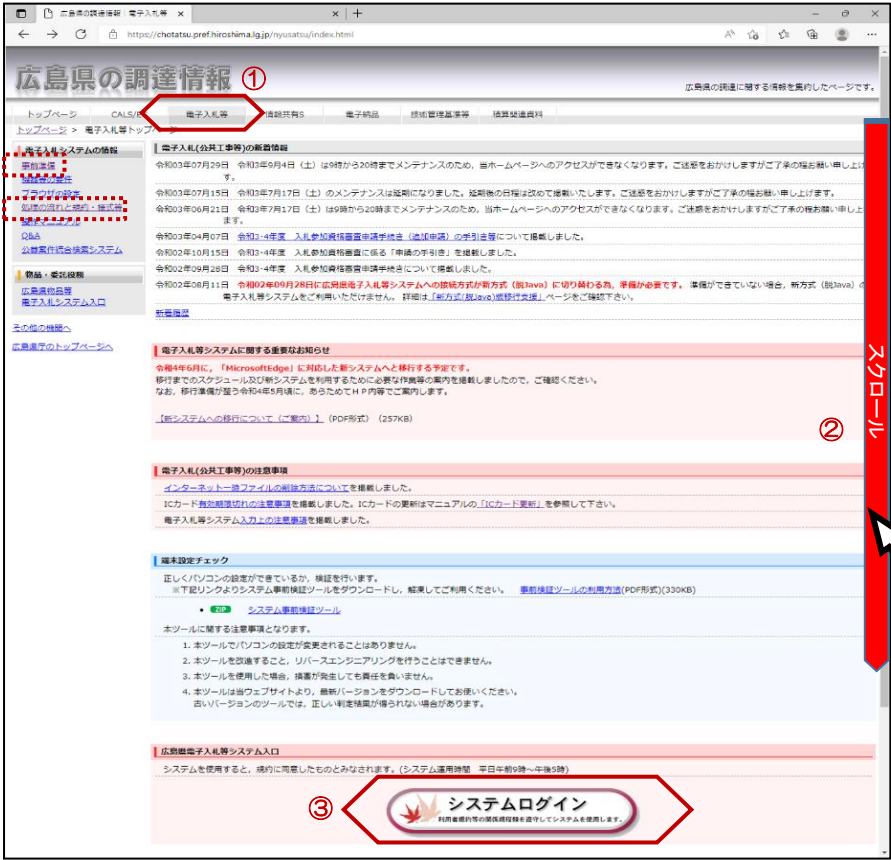 広島県の調達情報 | 電子入札等
https://chotatsu.pref.hiroshima.lg.jp/nyusatsu/index.html
広島県の調達情報
①
広島県の調達に関する情報を集約したページです。
トップページ
CALS/E
電子入札等
情報共有S
電子納品
技術管理基準等
積算関連資料
トップページ > 電子入札等トップページ
電子入札システムの情報
事前準備
機器等の要件
ブラウザの設定
処理の流れと規約・様式等
操作マニュアル
Q&A
公募案件統合検索システム
物品・委託役務
広島県物品等
電子入札システム入口
その他の機関へ
広島県庁のトップページへ
電子入札(公共工事等)の新着情報
令和03年07月29日 令和3年9月4日（土）は9時から20時までメンテナンスのため，当ホームページへのアクセスができなくなります。ご迷惑をおかけしますがご了承の程お願い申し上げ
す。
令和03年07月15日 令和3年7月17日（土）のメンテナンスは延期になりました。延期後の日程は改めて掲載いたします。ご迷惑をおかけしますがご了承の程お願い申し上げます。
令和03年06月21日 令和3年7月17日（土）は9時から20時までメンテナンスのため，当ホームページへのアクセスができなくなります。ご迷惑をおかけしますがご了承の程お願い申し上
ます。
令和03年04月07日 令和3-4年度 入札参加資格審査申請手続き（追加申請）の手引き等について掲載しました。
令和02年10月15日 令和3-4年度 入札参加資格審査に係る「申請の手引き」を掲載しました。
令和02年09月28日 令和3-4年度 入札参加資格審査申請手続きについて掲載しました。
令和02年08月11日 令和02年09月28日に広島県電子入札等システムへの接続方式が新方式（脱Java）に切り替わる為，準備が必要です。 準備ができていない場合，新方式（脱Java）の
電子入札等システムをご利用いただけません。 詳細は「新方式(脱Java)版移行支援」ページをご確認下さい。
新着履歴
電子入札等システムに関する重要なお知らせ
令和4年6月に，「MicrosoftEdge」に対応した新システムへと移行する予定です。
移行までのスケジュール及び新システムを利用するために必要な作業等の案内を掲載しましたので，ご確認ください。
なお，移行準備が整う令和4年5月頃に，あらためてＨＰ内等でご案内します。
【新システムへの移行について（ご案内）】（PDF形式）（257KB）
②
スクロール
電子入札(公共工事等)の注意事項
インターネット一時ファイルの削除方法についてを掲載しました。
ICカード有効期限切れの注意事項を掲載しました。ICカードの更新はマニュアルの「ICカード更新」を参照して下さい。
電子入札等システム入力上の注意事項を掲載しました。
端末設定チェック
正しくパソコンの設定ができているか，検証を行います。
※下記リンクよりシステム事前検証ツールをダウンロードし，解凍してご利用ください。 事前検証ツールの利用方法(PDF形式)(330KB)
• ZIP システム事前検証ツール
本ツールに関する注意事項となります。
1. 本ツールでパソコンの設定が変更されることはありません。
2. 本ツールを改造すること，リバースエンジニアリングを行うことはできません。
3. 本ツールを使用した場合，損害が発生しても責任を負いません。
4. 本ツールは当ウェブサイトより，最新バージョンをダウンロードしてお使いください。
古いバージョンのツールでは，正しい判定結果が得られない場合があります。
広島県電子入札等システム入口
システムを使用すると，規約に同意したものとみなされます。(システム運用時間 平日午前9時～午後5時)
③
システムログイン
利用者規約等の関係規程類を遵守してシステムを使用します。